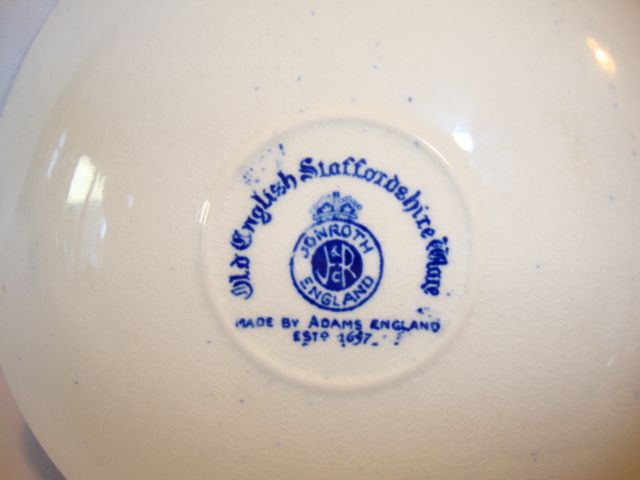 Old English Staffordshire Ware
JONROTH
J&R
C
ENGLAND
MADE BY ADAMS ENGLAND
ESTD 1657